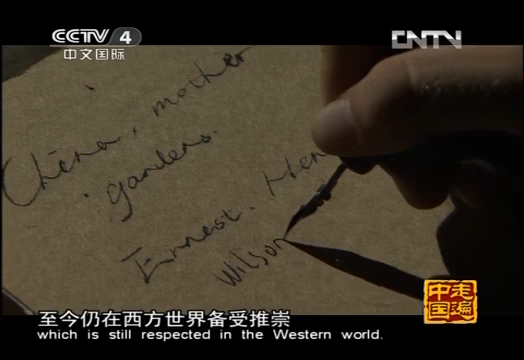 CCTV 4
中文国际
CNTV
China, mother
gardens.
Ernest. Hen
Wilson
走遍
中国
至今仍在西方世界备受推崇
which is still respected in the Western world.